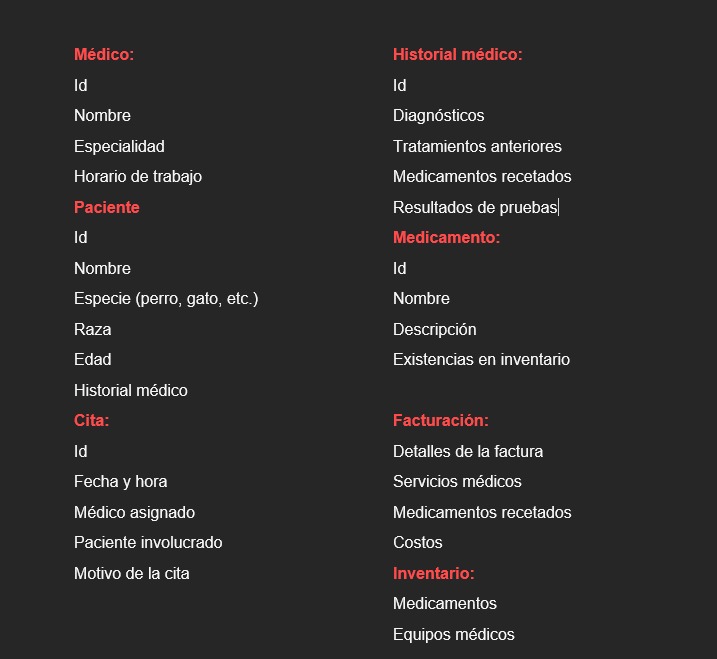 Médico:
Id
Nombre
Especialidad
Horario de trabajo
Paciente
Id
Nombre
Especie (perro, gato, etc.)
Raza
Edad
Historial médico
Cita:
Id
Fecha y hora
Médico asignado
Paciente involucrado
Motivo de la cita
Historial médico:
Id
Diagnósticos
Tratamientos anteriores
Medicamentos recetados
Resultados de pruebas
Medicamento:
Id
Nombre
Descripción
Existencias en inventario
Facturación:
Detalles de la factura
Servicios médicos
Medicamentos recetados
Costos
Inventario:
Medicamentos
Equipos médicos